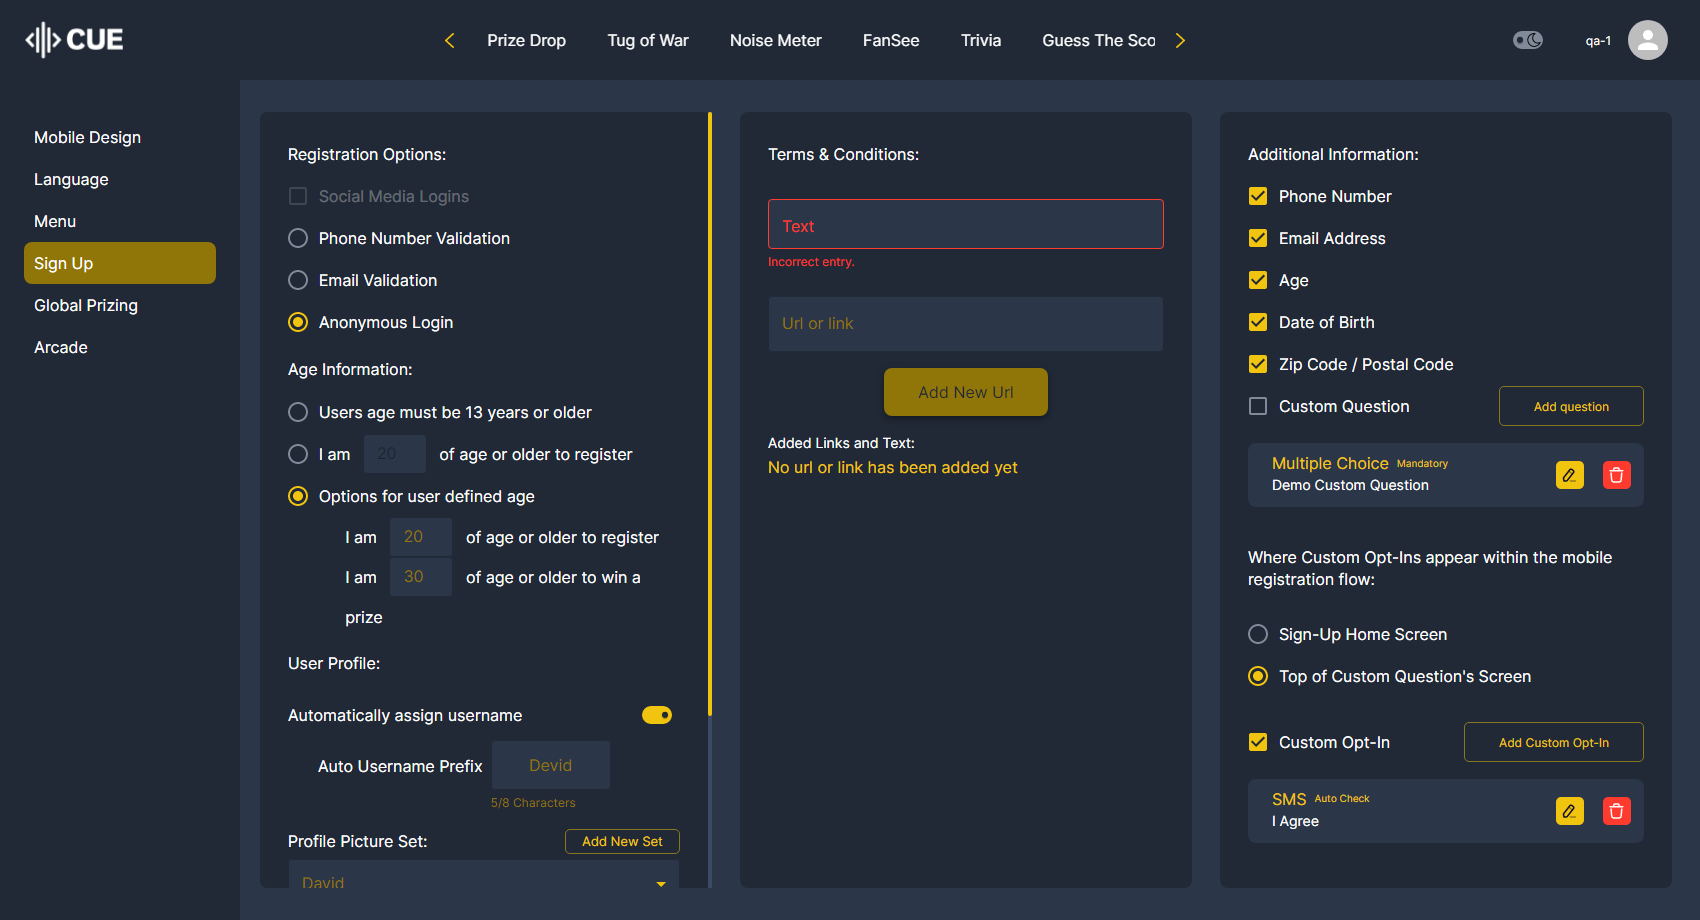 CUE
Prize Drop
Tug of War
Noise Meter
FanSee
Trivia
Guess The Sco
qa-1
Mobile Design
Language
Menu
Sign Up
Global Prizing
Arcade
Registration Options:
Social Media Logins
Phone Number Validation
Email Validation
Anonymous Login
Age Information:
Users age must be 13 years or older
I am 20 of age or older to register
Options for user defined age
I am 20 of age or older to register
I am 30 of age or older to win a
prize
User Profile:
Automatically assign username
Auto Username Prefix Devid
5/8 Characters
Profile Picture Set: Add New Set
David
Terms & Conditions:
Text
Incorrect entry.
Url or link
Add New Url
Added Links and Text:
No url or link has been added yet
Additional Information:
Phone Number
Email Address
Age
Date of Birth
Zip Code / Postal Code
Custom Question Add question
Multiple Choice Mandatory
Demo Custom Question
Where Custom Opt-Ins appear within the mobile
registration flow:
Sign-Up Home Screen
Top of Custom Question's Screen
Custom Opt-In Add Custom Opt-In
SMS Auto Check
I Agree